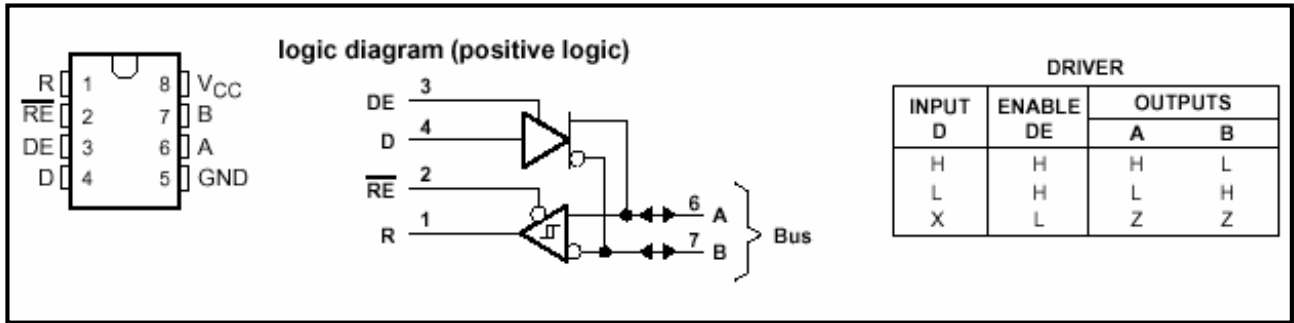 R 1 8 VCC
RE 2 7 B
DE 3 6 A
D 4 5 GND
logic diagram (positive logic)
DE 3
D 4
RE 2
R 1
6 A
7 B
Bus
DRIVER
INPUT D ENABLE DE OUTPUTS
A B
H H H L
L H L H
X L Z Z